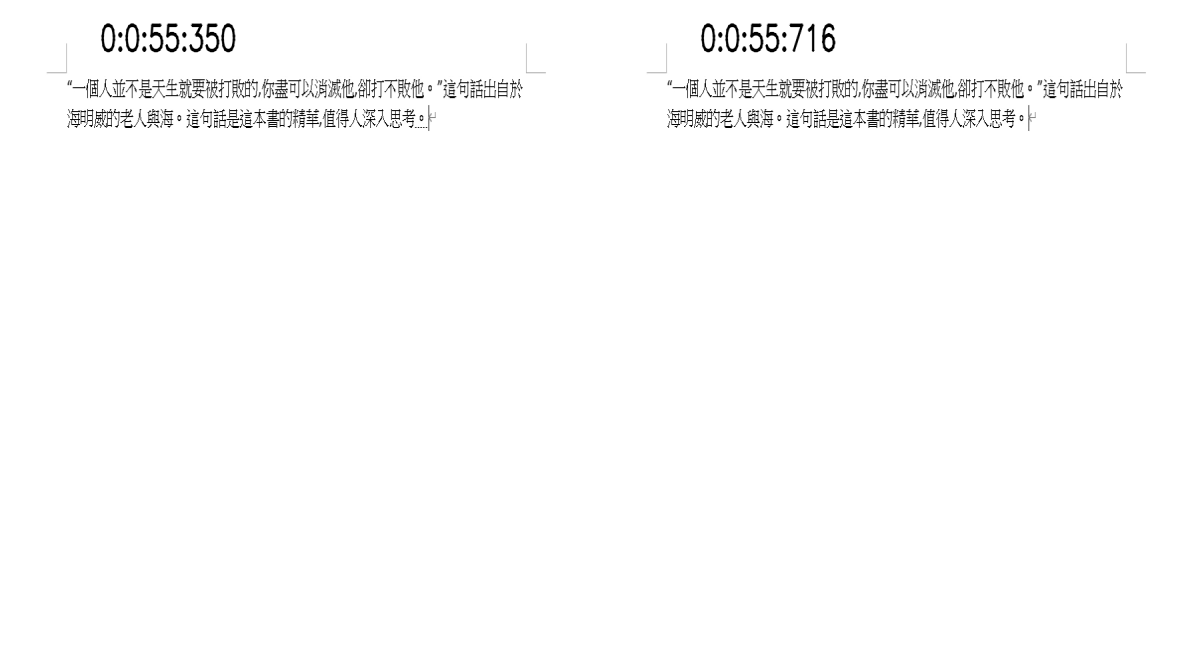 0:0:55:350
“一個人並不是天生就要被打敗的,你盡可以消滅他,卻打不敗他。”這句話出自於
海明威的老人與海。這句話是這本書的精華,值得人深入思考。
0:0:55:716
“一個人並不是天生就要被打敗的,你盡可以消滅他,卻打不敗他。”這句話出自於
海明威的老人與海。這句話是這本書的精華,值得人深入思考。